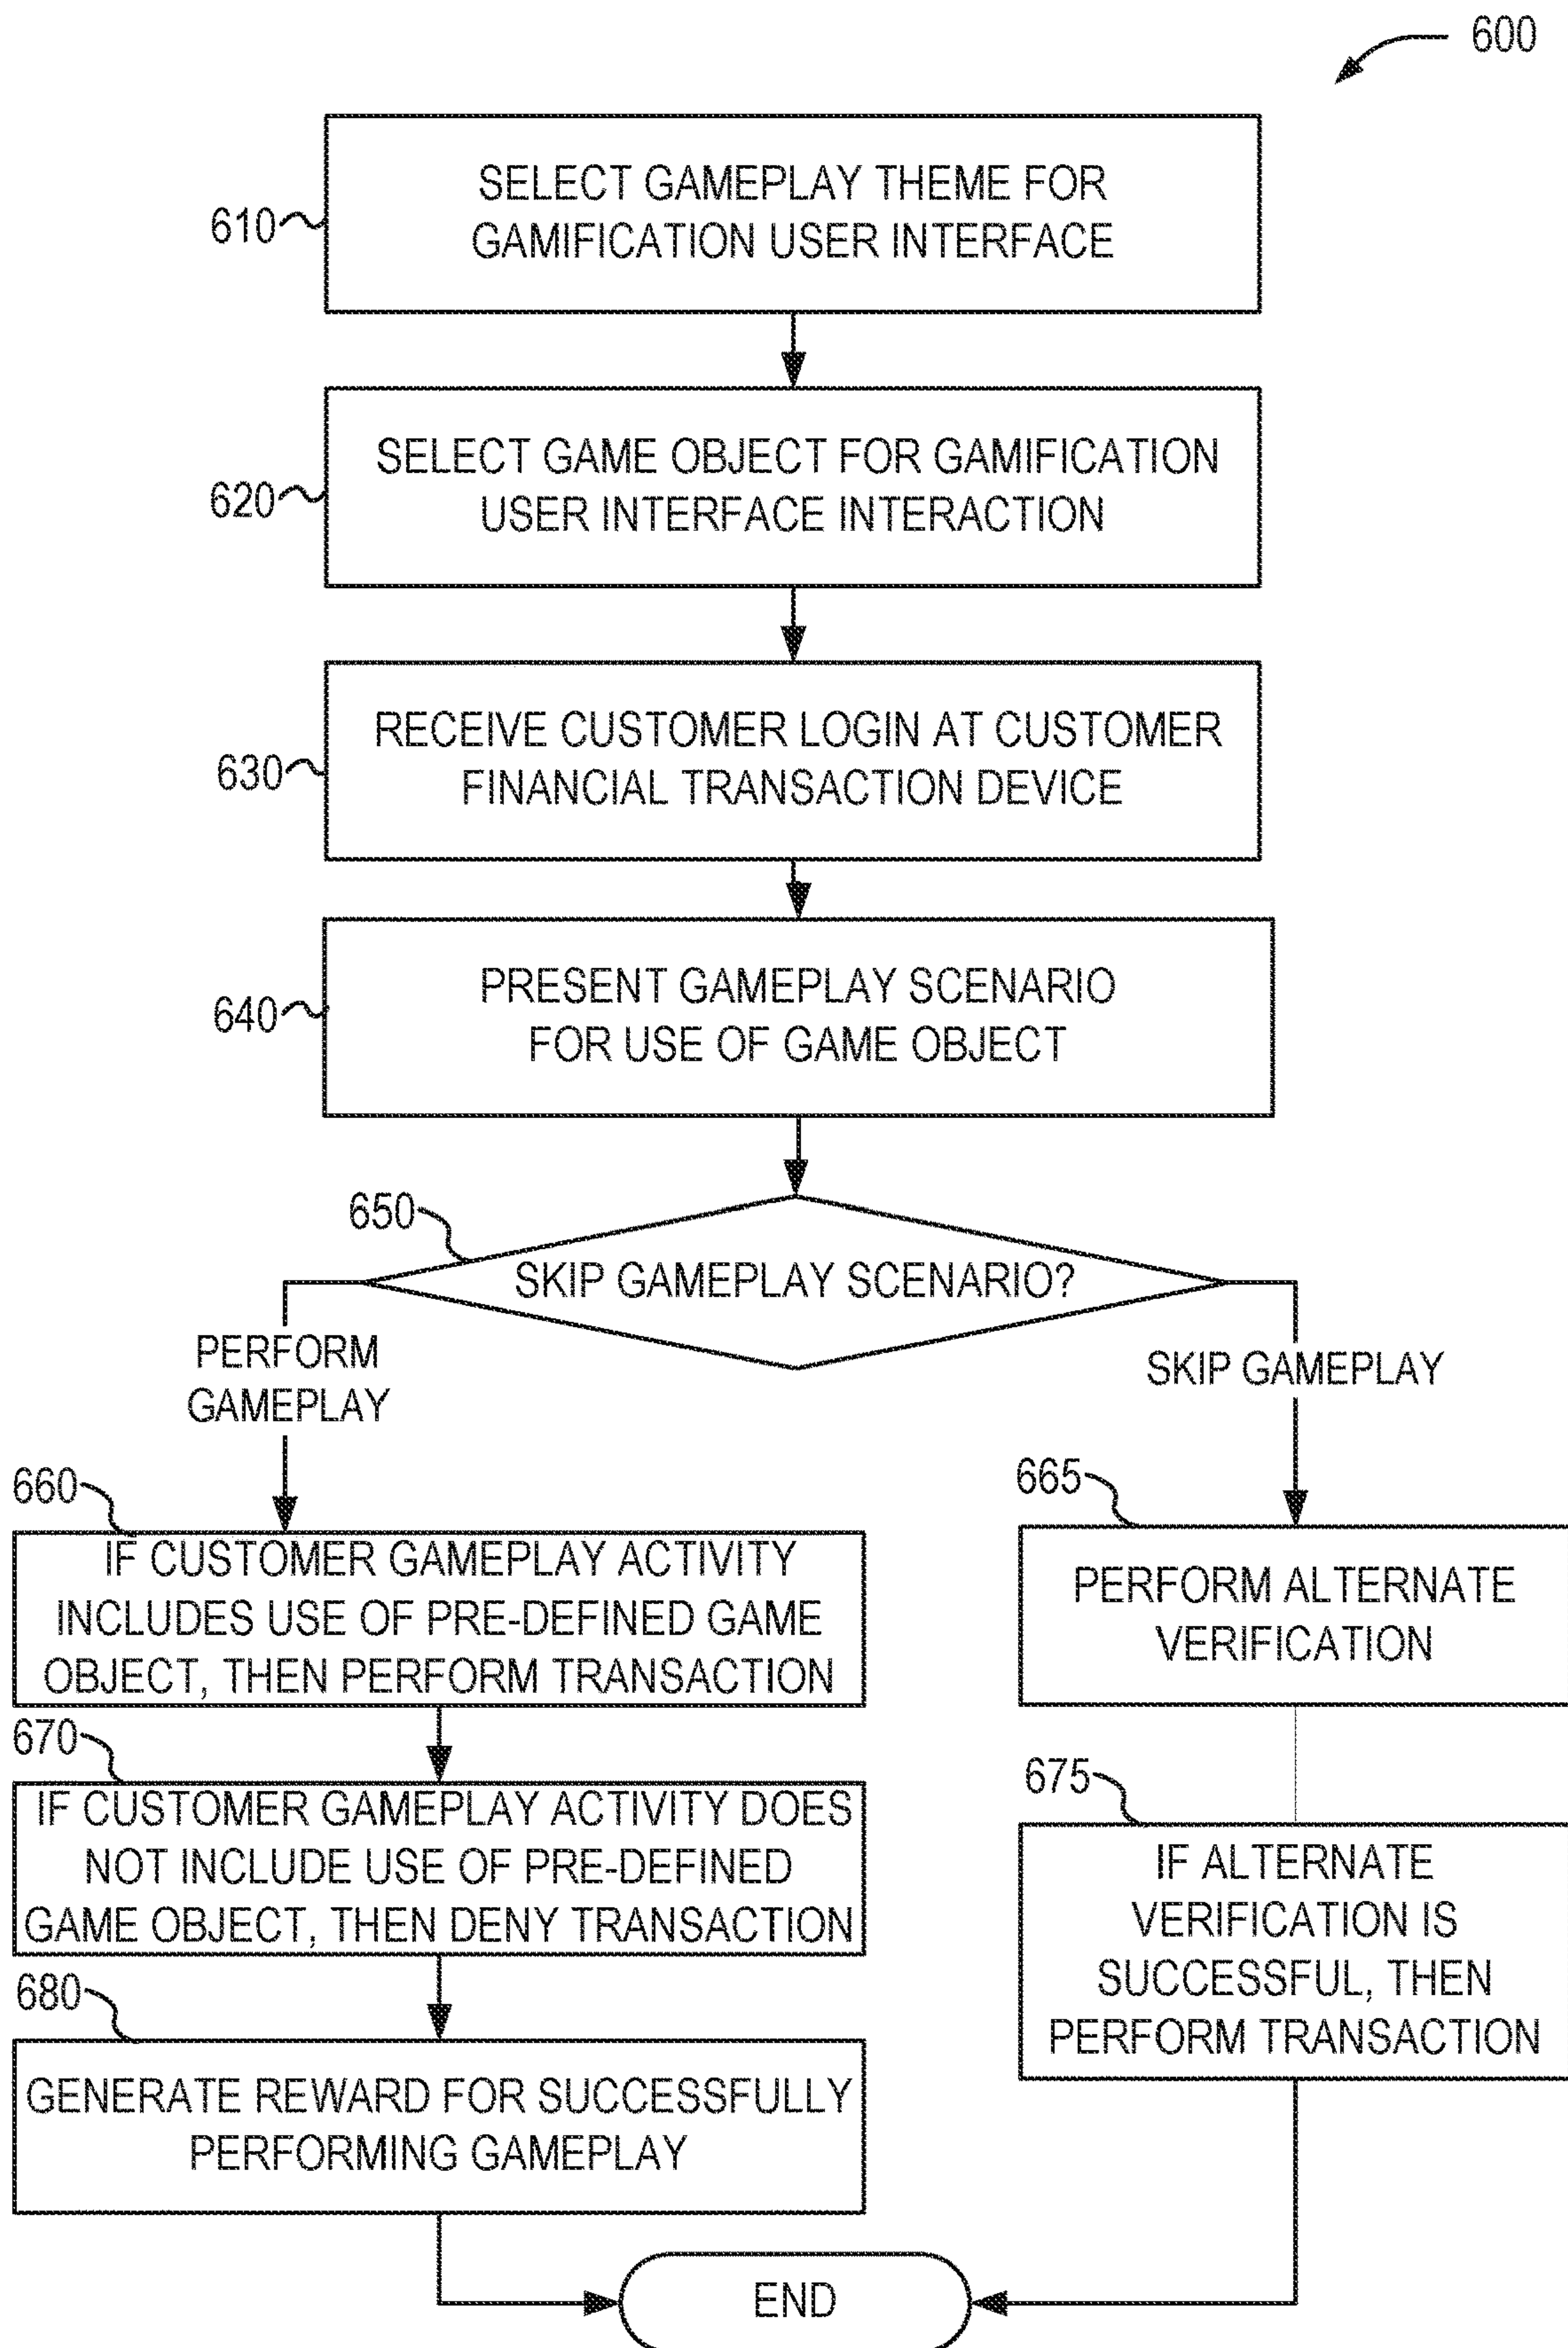 600
610
SELECT GAMEPLAY THEME FOR
GAMIFICATION USER INTERFACE
620
SELECT GAME OBJECT FOR GAMIFICATION
USER INTERFACE INTERACTION
630
RECEIVE CUSTOMER LOGIN AT CUSTOMER
FINANCIAL TRANSACTION DEVICE
640
PRESENT GAMEPLAY SCENARIO
FOR USE OF GAME OBJECT
650
SKIP GAMEPLAY SCENARIO?
PERFORM
GAMEPLAY
SKIP GAMEPLAY
660
IF CUSTOMER GAMEPLAY ACTIVITY
INCLUDES USE OF PRE-DEFINED GAME
OBJECT, THEN PERFORM TRANSACTION
665
PERFORM ALTERNATE
VERIFICATION
670
IF CUSTOMER GAMEPLAY ACTIVITY DOES
NOT INCLUDE USE OF PRE-DEFINED
GAME OBJECT, THEN DENY TRANSACTION
675
IF ALTERNATE
VERIFICATION IS
SUCCESSFUL, THEN
PERFORM TRANSACTION
680
GENERATE REWARD FOR SUCCESSFULLY
PERFORMING GAMEPLAY
END